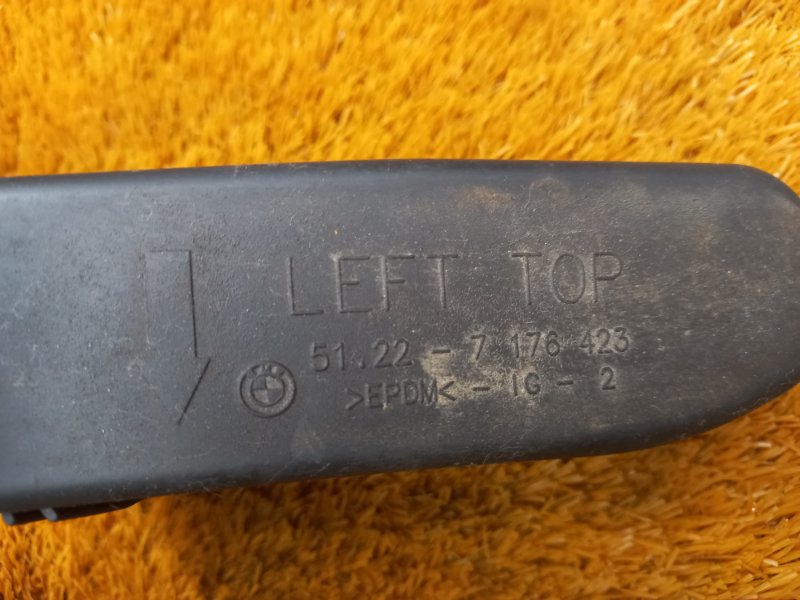 LEFT TOP
51.22 - 7 176 423
>EPDM< - IG - 2